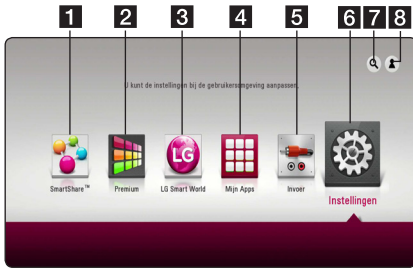 1 2 3 4 5 6 7 8
U kunt de instellingen bij de gebruikersomgeving aanpassen.
LG
SmartShare™ Premium LG Smart World Mijn Apps Invoer
Instellingen